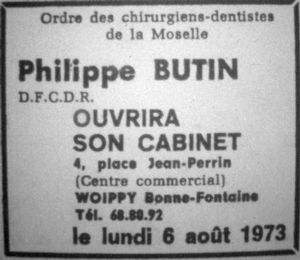 Ordre des chirurgiens-dentistes
de la Moselle
Philippe BUTIN
D.F.C.D.R.
OUVRIRA
SON CABINET
4, place Jean-Perrin
(Centre commercial)
WOIPPY Bonne-Fontaine
Tél. 68.80.92
le lundi 6 août 1973